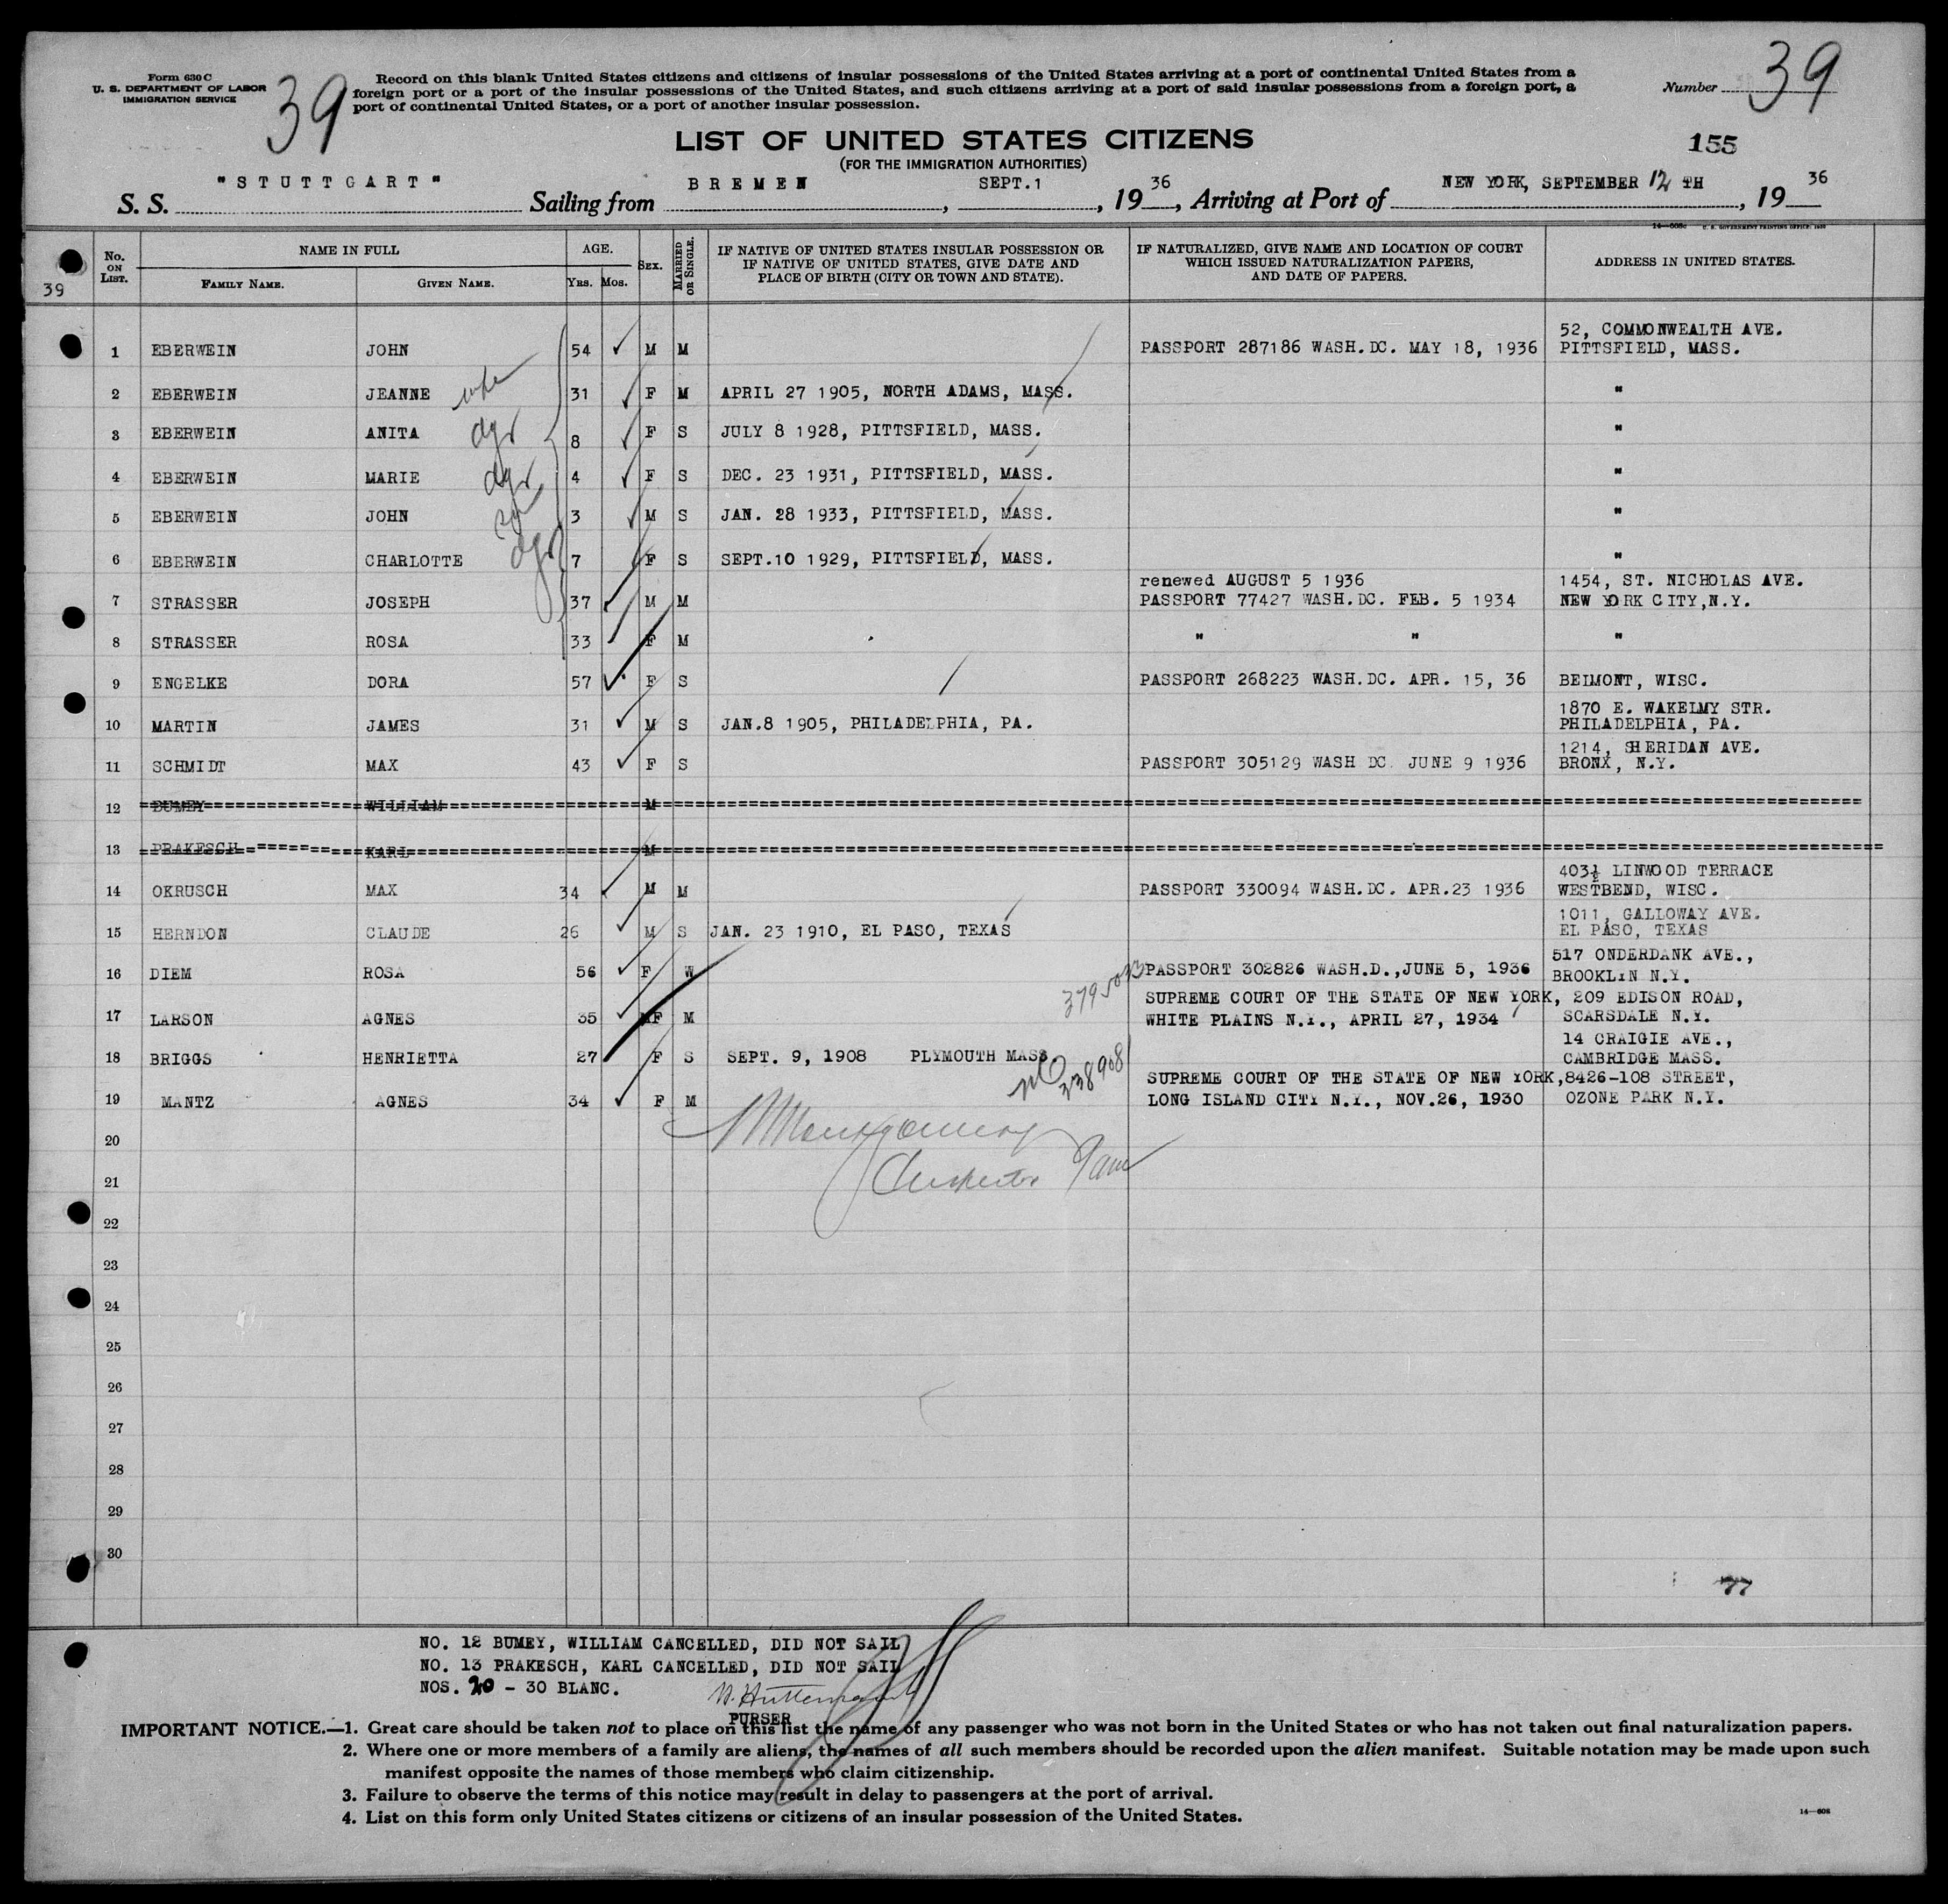 Form 630 C
U. S. DEPARTMENT OF LABOR
IMMIGRATION SERVICE
39
Record on this blank United States citizens and citizens of insular possessions of the United States arriving at a port of continental United States from a
foreign port or a port of the insular possessions of the United States, and such citizens arriving at a port of said insular possessions from a foreign port, a
port of continental United States, or a port of another insular possession.
Number 39
LIST OF UNITED STATES CITIZENS
(FOR THE IMMIGRATION AUTHORITIES)
155
S. S. "STUTTGART" Sailing from BREMEN, SEPT.1, 1936, Arriving at Port of NEW YORK, SEPTEMBER 12 TH, 1936
14—608c U. S. GOVERNMENT PRINTING OFFICE: 1930
39
No. ON LIST. NAME IN FULL FAMILY NAME. GIVEN NAME. AGE. YRS. MOS. SEX. MARRIED OR SINGLE. IF NATIVE OF UNITED STATES INSULAR POSSESSION OR IF NATIVE OF UNITED STATES, GIVE DATE AND PLACE OF BIRTH (CITY OR TOWN AND STATE). IF NATURALIZED, GIVE NAME AND LOCATION OF COURT WHICH ISSUED NATURALIZATION PAPERS, AND DATE OF PAPERS. ADDRESS IN UNITED STATES.
52, COMMONWEALTH AVE.
1 EBERWEIN JOHN 54 M M PASSPORT 287186 WASH.DC. MAY 18, 1936 PITTSFIELD, MASS.
2 EBERWEIN JEANNE wife 31 F M APRIL 27 1905, NORTH ADAMS, MASS. "
3 EBERWEIN ANITA dgr 8 F S JULY 8 1928, PITTSFIELD, MASS. "
4 EBERWEIN MARIE dgr 4 F S DEC. 23 1931, PITTSFIELD, MASS. "
5 EBERWEIN JOHN son 3 M S JAN. 28 1933, PITTSFIELD, MASS. "
6 EBERWEIN CHARLOTTE dgr 7 F S SEPT.10 1929, PITTSFIELD, MASS. "
renewed AUGUST 5 1936 1454, ST. NICHOLAS AVE.
7 STRASSER JOSEPH 37 M M PASSPORT 77427 WASH.DC. FEB. 5 1934 NEW YORK CITY,N.Y.
8 STRASSER ROSA 33 F M " " "
9 ENGELKE DORA 57 F S PASSPORT 268223 WASH.DC. APR. 15, 36 BELMONT, WISC.
1870 E. WAKELMY STR.
10 MARTIN JAMES 31 M S JAN.8 1905, PHILADELPHIA, PA. PHILADELPHIA, PA.
1214, SHERIDAN AVE.
11 SCHMIDT MAX 43 F S PASSPORT 305129 WASH DC. JUNE 9 1936 BRONX, N.Y.
12 BUMEY WILLIAM M
13 PRAKESCH KARL M
403½ LINWOOD TERRACE
14 OKRUSCH MAX 34 M M PASSPORT 330094 WASH.DC. APR.23 1936 WESTBEND, WISC.
1011, GALLOWAY AVE.
15 HERNDON CLAUDE 26 M S JAN. 23 1910, EL PASO, TEXAS EL PASO, TEXAS
517 ONDERDANK AVE.,
16 DIEM ROSA 56 F W PASSPORT 302826 WASH.D.,JUNE 5, 1936 BROOKLIN N.Y.
SUPREME COURT OF THE STATE OF NEW YORK, 209 EDISON ROAD,
17 LARSON AGNES 35 F M WHITE PLAINS N.Y., APRIL 27, 1934 SCARSDALE N.Y.
14 CRAIGIE AVE.,
18 BRIGGS HENRIETTA 27 F S SEPT. 9, 1908 PLYMOUTH MASS. CAMBRIDGE MASS.
SUPREME COURT OF THE STATE OF NEW YORK, 8426-108 STREET,
19 MANTZ AGNES 34 F M LONG ISLAND CITY N.Y., NOV.26, 1930 OZONE PARK N.Y.
20
21
22
23
24
25
26
27
28
29
30
77
NO. 12 BUMEY, WILLIAM CANCELLED, DID NOT SAIL
NO. 13 PRAKESCH, KARL CANCELLED, DID NOT SAIL
NOS. 20 - 30 BLANC.
PURSER
IMPORTANT NOTICE.—1. Great care should be taken not to place on this list the name of any passenger who was not born in the United States or who has not taken out final naturalization papers.
2. Where one or more members of a family are aliens, the names of all such members should be recorded upon the alien manifest. Suitable notation may be made upon such
manifest opposite the names of those members who claim citizenship.
3. Failure to observe the terms of this notice may result in delay to passengers at the port of arrival.
4. List on this form only United States citizens or citizens of an insular possession of the United States.
14—608